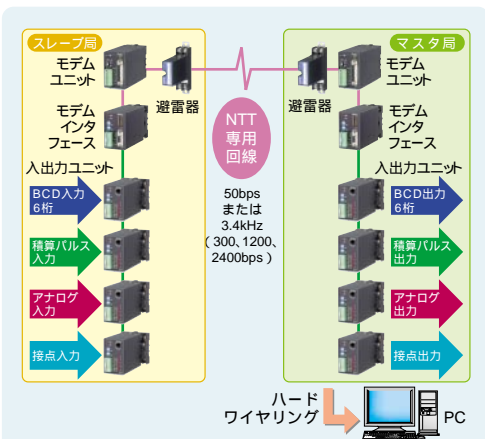 スレーブ局
モデム
ユニット
避雷器
モデム
インタ
フェース
入出力ユニット
BCD入力
6桁
積算パルス
入力
アナログ
入力
接点入力
NTT
専用
回線
50bps
または
3.4kHz
(300、1200、
2400bps)
マスタ局
避雷器
モデム
ユニット
モデム
インタ
フェース
入出力ユニット
BCD出力
6桁
積算パルス
出力
アナログ
出力
接点出力
ハード
ワイヤリング
PC